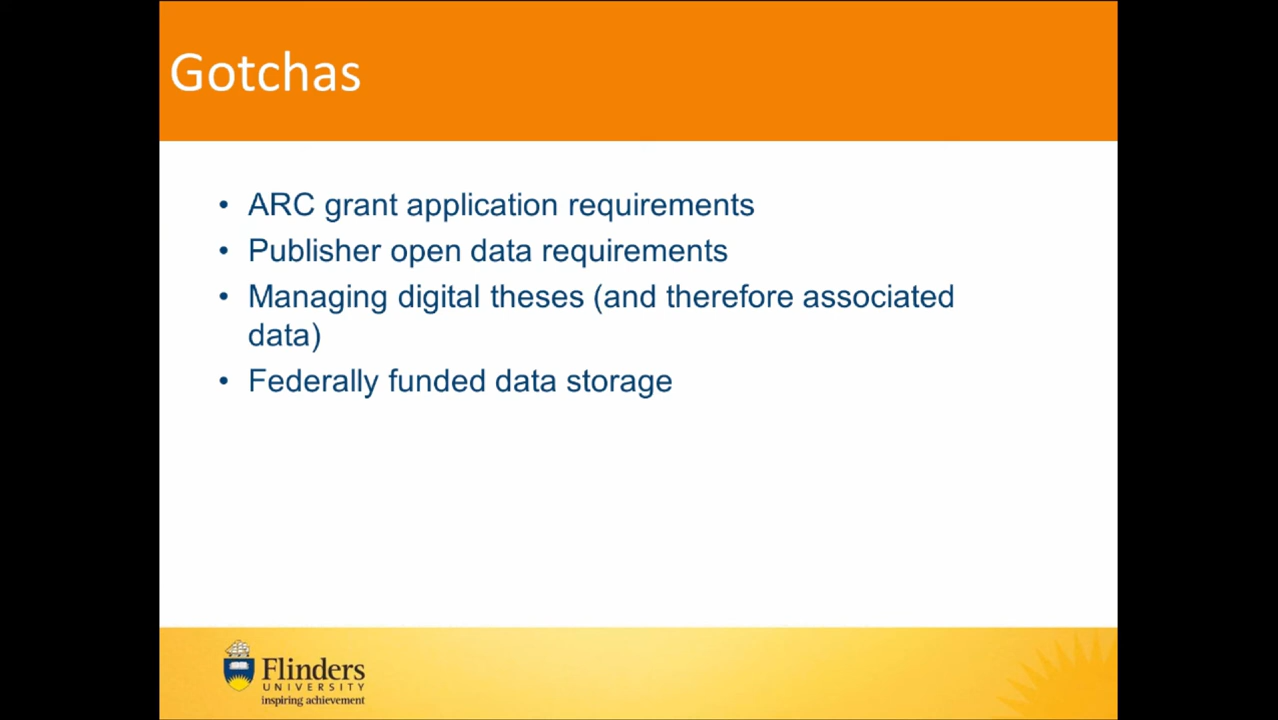 Gotchas
• ARC grant application requirements
• Publisher open data requirements
• Managing digital theses (and therefore associated
data)
• Federally funded data storage
Flinders
UNIVERSITY
inspiring achievement